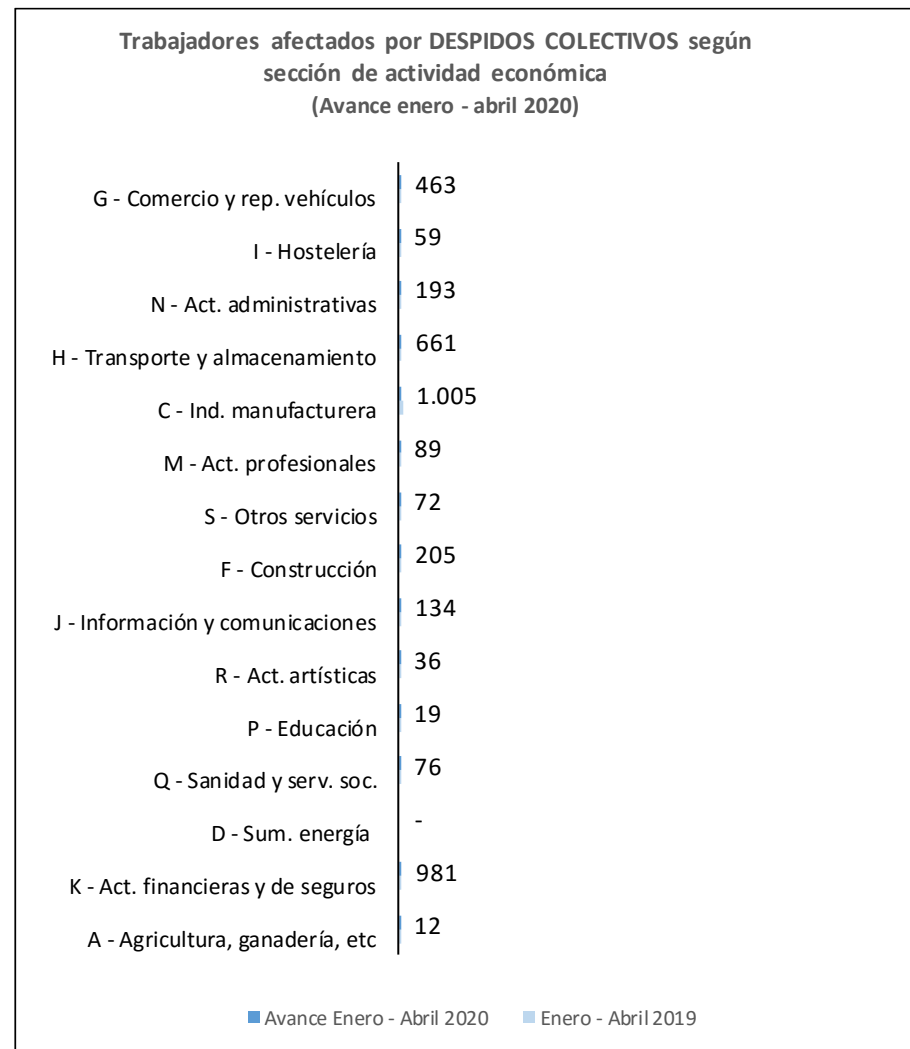 Trabajadores afectados por DESPIDOS COLECTIVOS según
sección de actividad económica
(Avance enero - abril 2020)
G - Comercio y rep. vehículos 463
I - Hostelería 59
N - Act. administrativas 193
H - Transporte y almacenamiento 661
C - Ind. manufacturera 1.005
M - Act. profesionales 89
S - Otros servicios 72
F - Construcción 205
J - Información y comunicaciones 134
R - Act. artísticas 36
P - Educación 19
Q - Sanidad y serv. soc. 76
D - Sum. energía -
K - Act. financieras y de seguros 981
A - Agricultura, ganadería, etc 12
Avance Enero - Abril 2020 Enero - Abril 2019